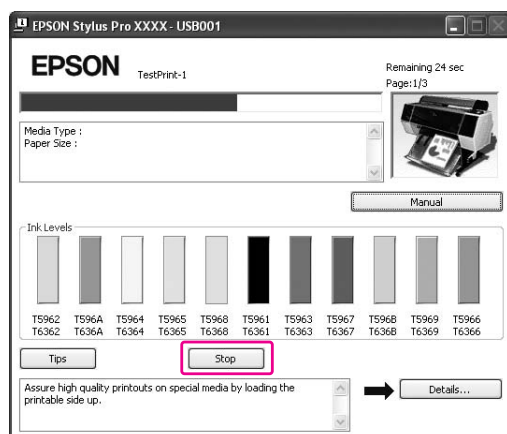 EPSON Stylus Pro XXXX - USB001
EPSON
TestPrint-1
Remaining 24 sec
Page:1/3
Media Type :
Paper Size :
Manual
Ink Levels
T5962 T596A T5964 T5965 T5968 T5961 T5963 T5967 T596B T5969 T5966
T6362 T636A T6364 T6365 T6368 T6361 T6363 T6367 T636B T6369 T6366
Tips
Stop
Assure high quality printouts on special media by loading the
printable side up.
Details...